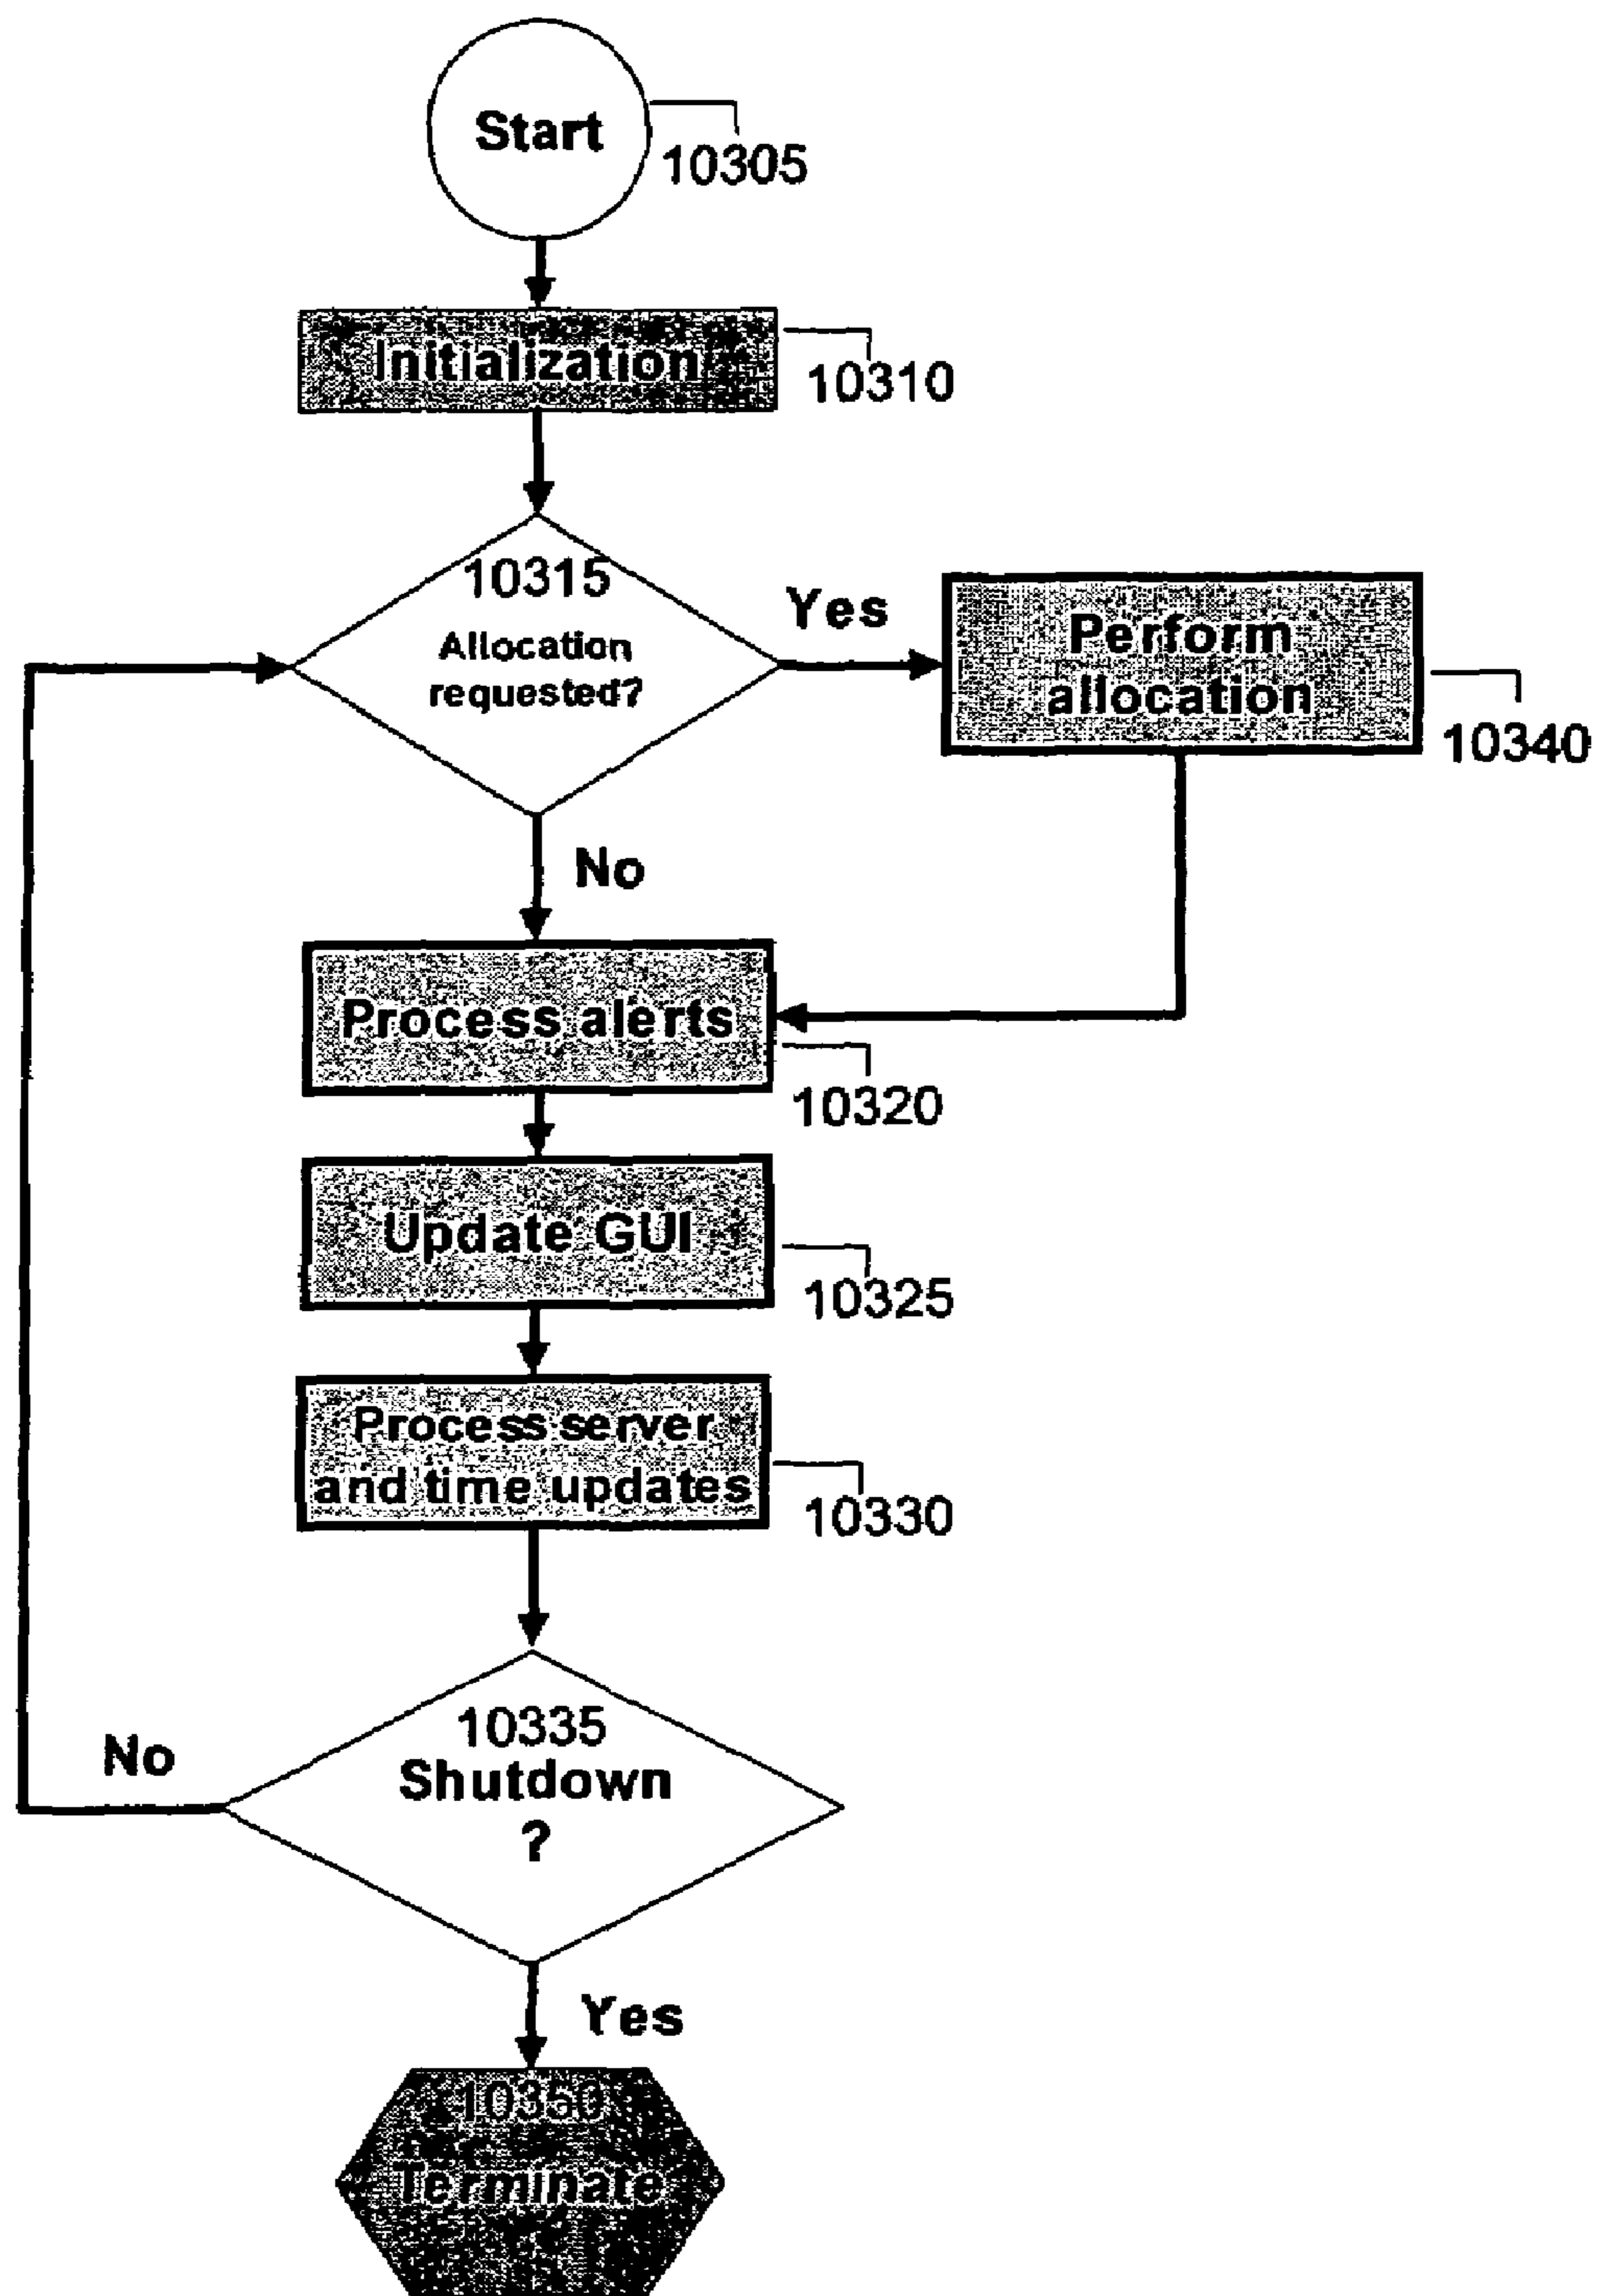 Start
10305
Initialization
10310
10315
Allocation
requested?
Yes
Perform
allocation
10340
No
Process alerts
10320
Update GUI
10325
Process server
and time updates
10330
10335
Shutdown
?
No
Yes
10350
Terminate